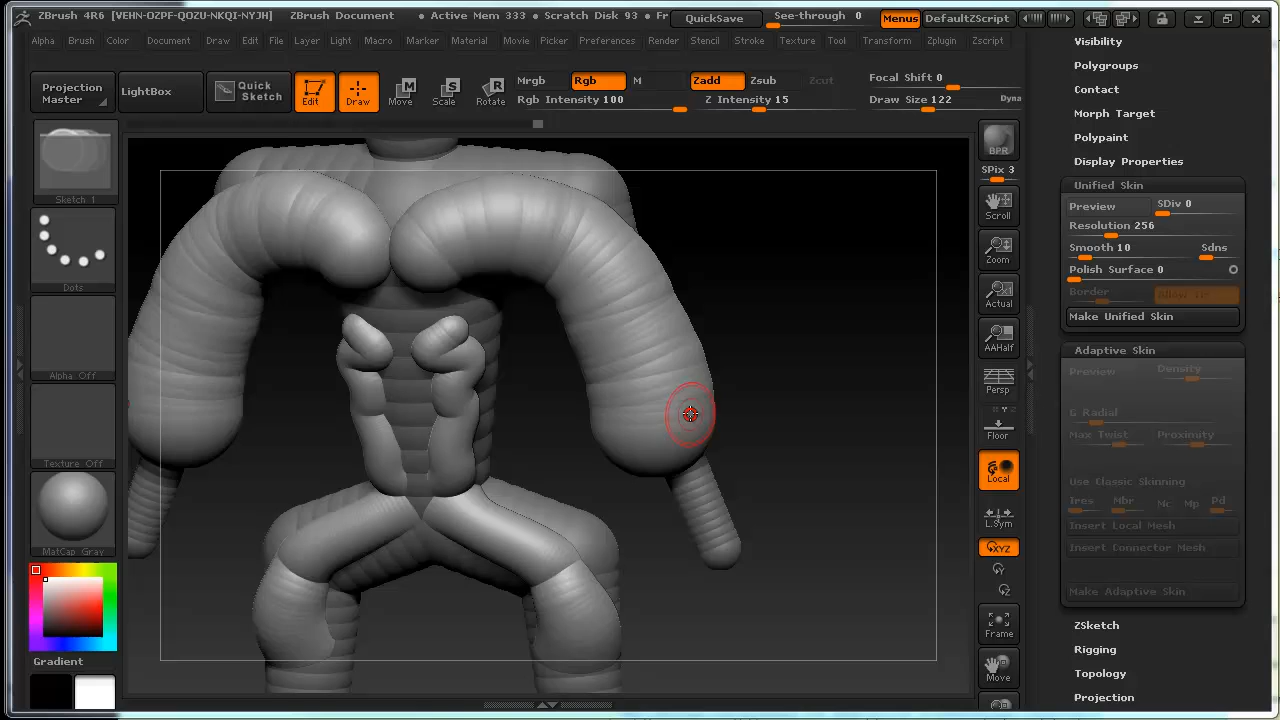 ZBrush 4R6 [VEHN-OZPF-QOZU-NKQI-NYJH] ZBrush Document • Active Mem 333 • Scratch Disk 93 • Fr QuickSave See-through 0 Menus DefaultZScript
Alpha Brush Color Document Draw Edit File Layer Light Macro Marker Material Movie Picker Preferences Render Stencil Stroke Texture Tool Transform Zplugin Zscript
Projection Master
LightBox
Quick Sketch
Edit
Draw
Move
Scale
Rotate
Mrgb Rgb M Zadd Zsub Zcut
Rgb Intensity 100 Z Intensity 15
Focal Shift 0
Draw Size 122 Dyna
Sketch 1
Dots
Alpha Off
Texture Off
MatCap Gray
Gradient
BPR
SPix 3
Scroll
Zoom
Actual
AAHalf
Persp
Floor
Local
L.Sym
XYZ
Y
Z
Frame
Move
Visibility
Polygroups
Contact
Morph Target
Polypaint
Display Properties
Unified Skin
Preview SDiv 0
Resolution 256
Smooth 10 Sdns
Polish Surface 0
Border
Make Unified Skin
Adaptive Skin
Preview Density
G Radial
Max Twist Proximity
Use Classic Skinning
Ires Mbr Mc Mp Pd
Insert Local Mesh
Insert Connector Mesh
Make Adaptive Skin
ZSketch
Rigging
Topology
Projection